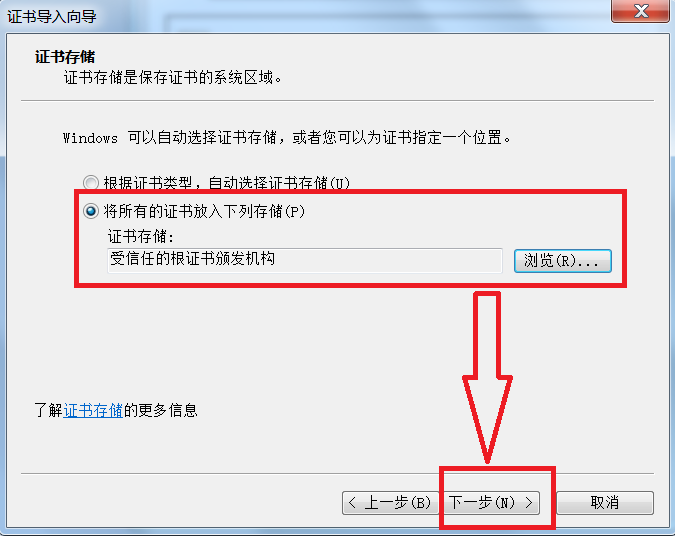 证书导入向导
证书存储
证书存储是保存证书的系统区域。
Windows 可以自动选择证书存储，或者您可以为证书指定一个位置。
根据证书类型，自动选择证书存储(U)
将所有的证书放入下列存储(P)
证书存储:
受信任的根证书颁发机构
浏览(R)...
了解证书存储的更多信息
< 上一步(B)
下一步(N) >
取消